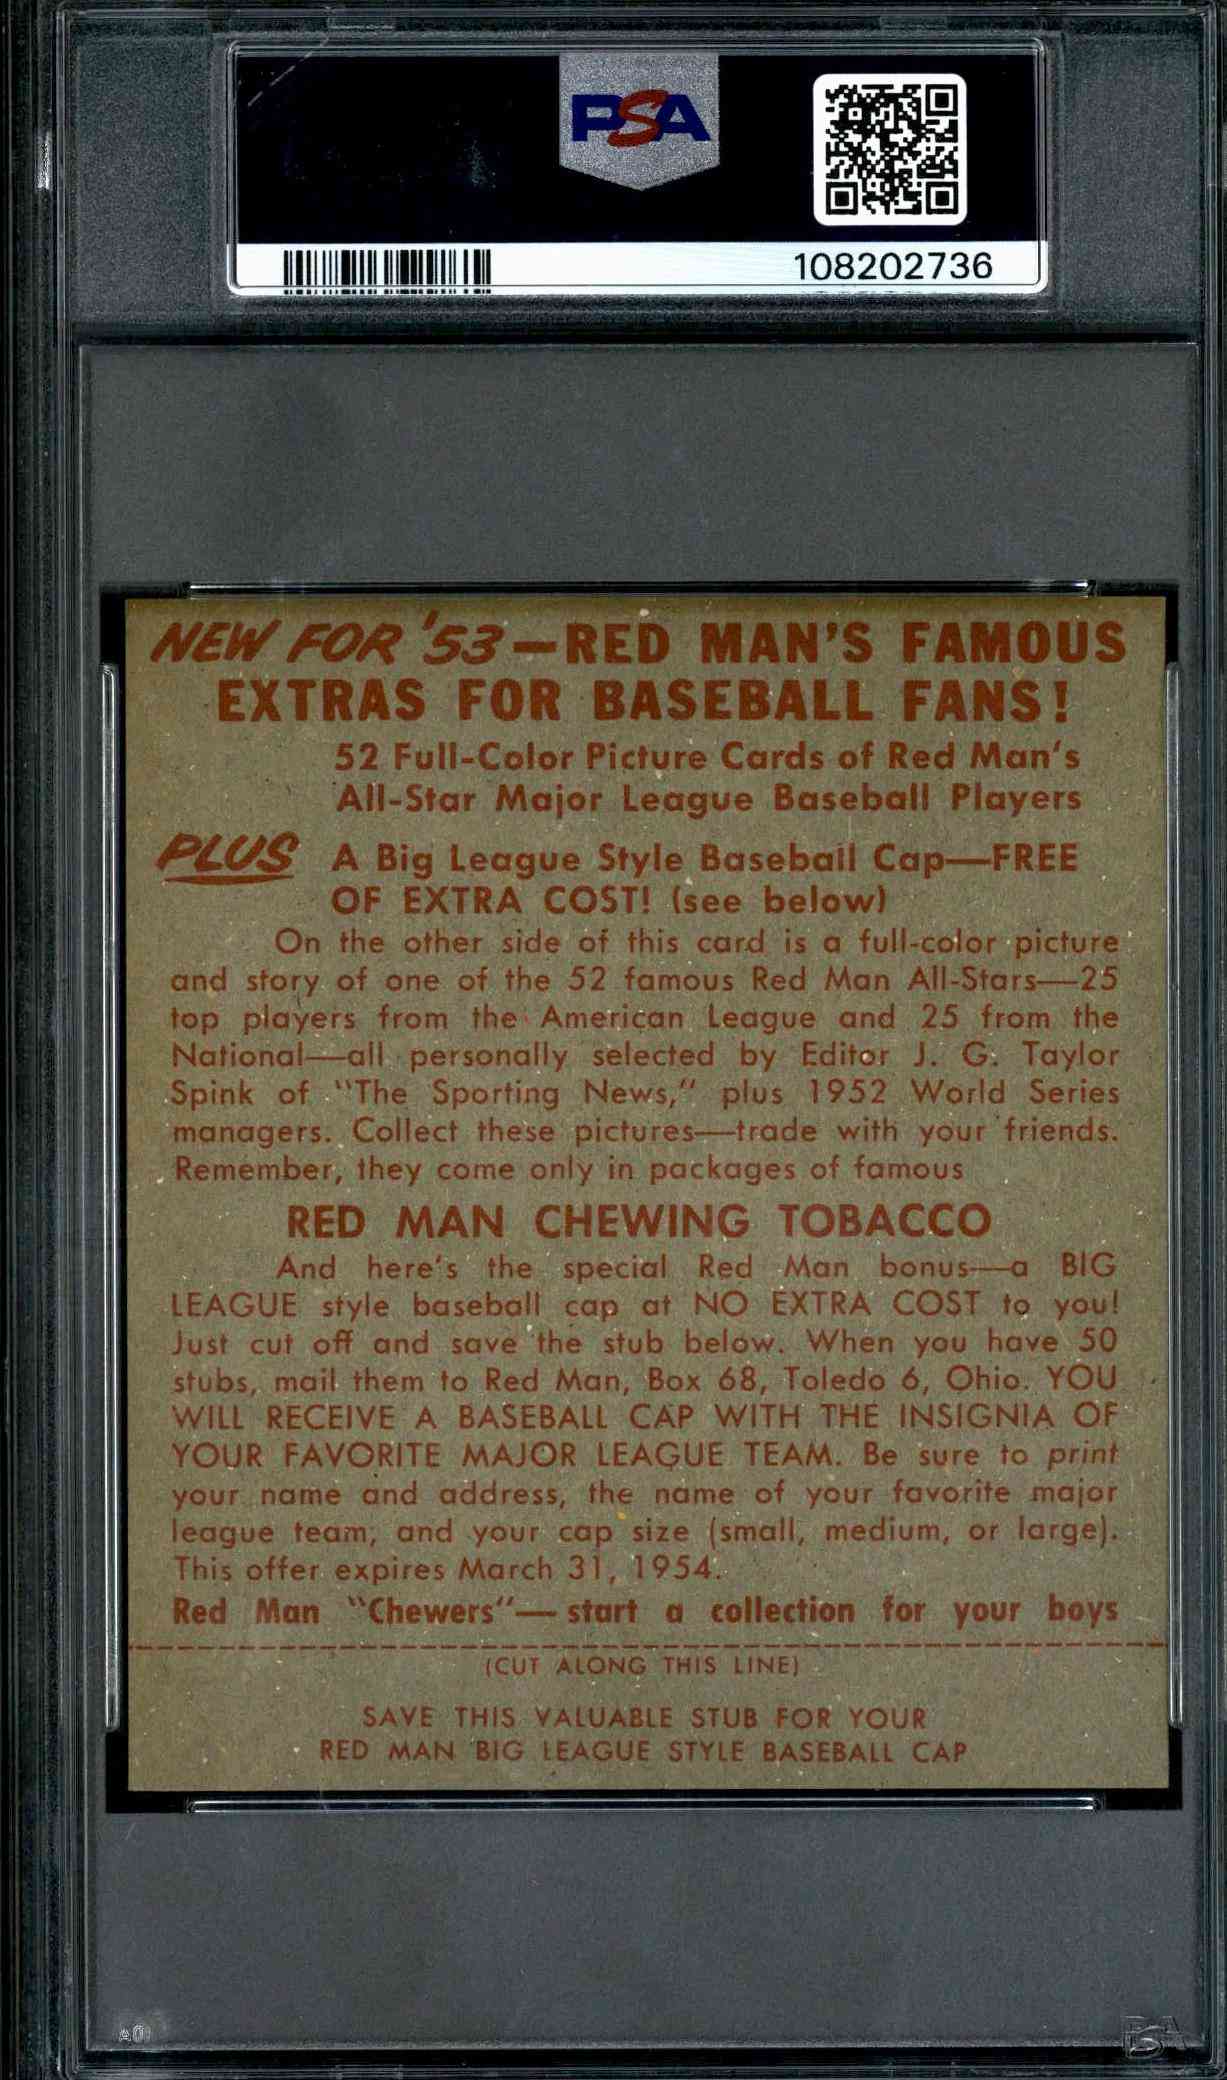 PSA
108202736
NEW FOR '53—RED MAN'S FAMOUS
EXTRAS FOR BASEBALL FANS!
52 Full-Color Picture Cards of Red Man's
All-Star Major League Baseball Players
PLUS A Big League Style Baseball Cap—FREE
OF EXTRA COST! (see below)
On the other side of this card is a full-color picture
and story of one of the 52 famous Red Man All-Stars—25
top players from the American League and 25 from the
National—all personally selected by Editor J. G. Taylor
Spink of "The Sporting News," plus 1952 World Series
managers. Collect these pictures—trade with your friends.
Remember, they come only in packages of famous
RED MAN CHEWING TOBACCO
And here's the special Red Man bonus—a BIG
LEAGUE style baseball cap at NO EXTRA COST to you!
Just cut off and save the stub below. When you have 50
stubs, mail them to Red Man, Box 68, Toledo 6, Ohio. YOU
WILL RECEIVE A BASEBALL CAP WITH THE INSIGNIA OF
YOUR FAVORITE MAJOR LEAGUE TEAM. Be sure to print
your name and address, the name of your favorite major
league team, and your cap size (small, medium, or large).
This offer expires March 31, 1954.
Red Man "Chewers"—start a collection for your boys
(CUT ALONG THIS LINE)
SAVE THIS VALUABLE STUB FOR YOUR
RED MAN BIG LEAGUE STYLE BASEBALL CAP
PSA